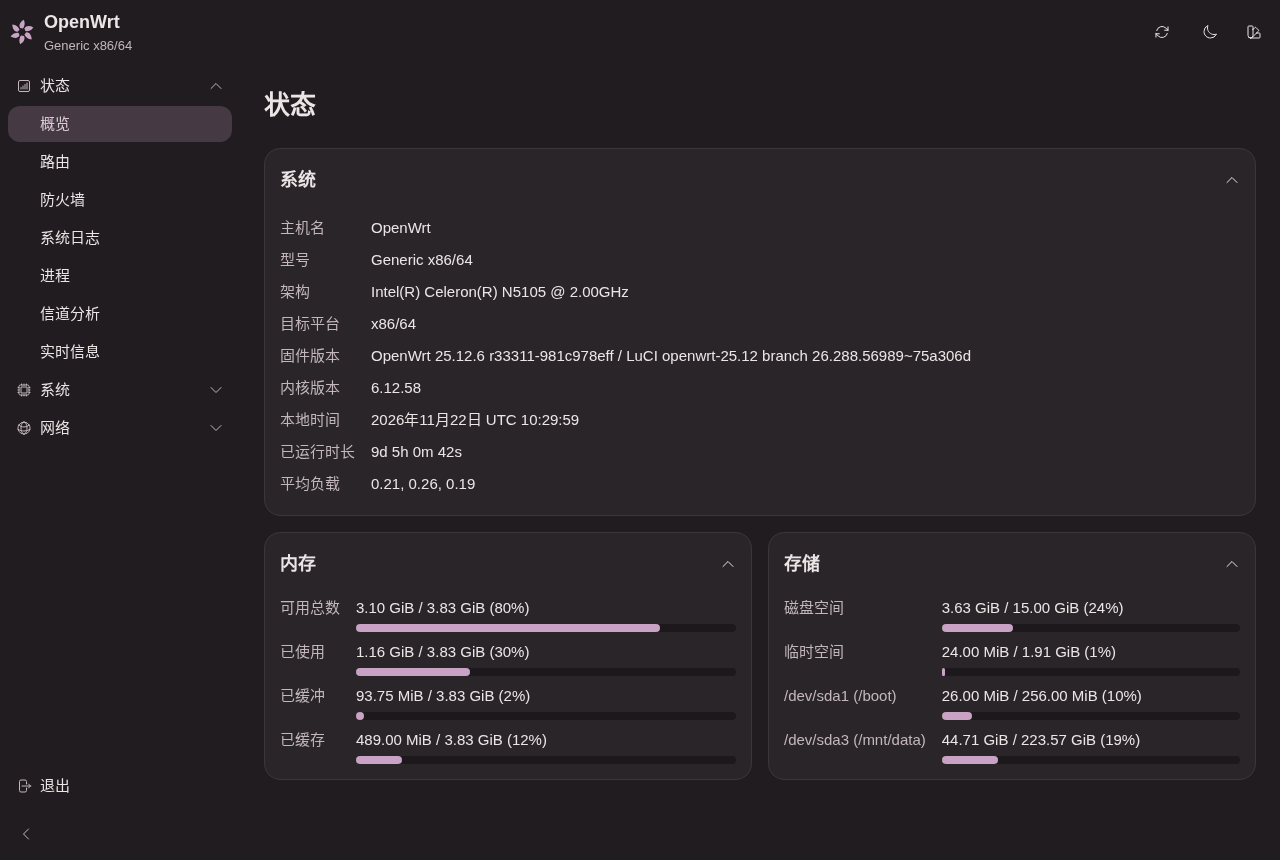 OpenWrt
Generic x86/64
状态
概览
路由
防火墙
系统日志
进程
信道分析
实时信息
系统
网络
退出
状态
系统
主机名 OpenWrt
型号 Generic x86/64
架构 Intel(R) Celeron(R) N5105 @ 2.00GHz
目标平台 x86/64
固件版本 OpenWrt 25.12.6 r33311-981c978eff / LuCI openwrt-25.12 branch 26.288.56989~75a306d
内核版本 6.12.58
本地时间 2026年11月22日 UTC 10:29:59
已运行时长 9d 5h 0m 42s
平均负载 0.21, 0.26, 0.19
内存
可用总数 3.10 GiB / 3.83 GiB (80%)
已使用 1.16 GiB / 3.83 GiB (30%)
已缓冲 93.75 MiB / 3.83 GiB (2%)
已缓存 489.00 MiB / 3.83 GiB (12%)
存储
磁盘空间 3.63 GiB / 15.00 GiB (24%)
临时空间 24.00 MiB / 1.91 GiB (1%)
/dev/sda1 (/boot) 26.00 MiB / 256.00 MiB (10%)
/dev/sda3 (/mnt/data) 44.71 GiB / 223.57 GiB (19%)